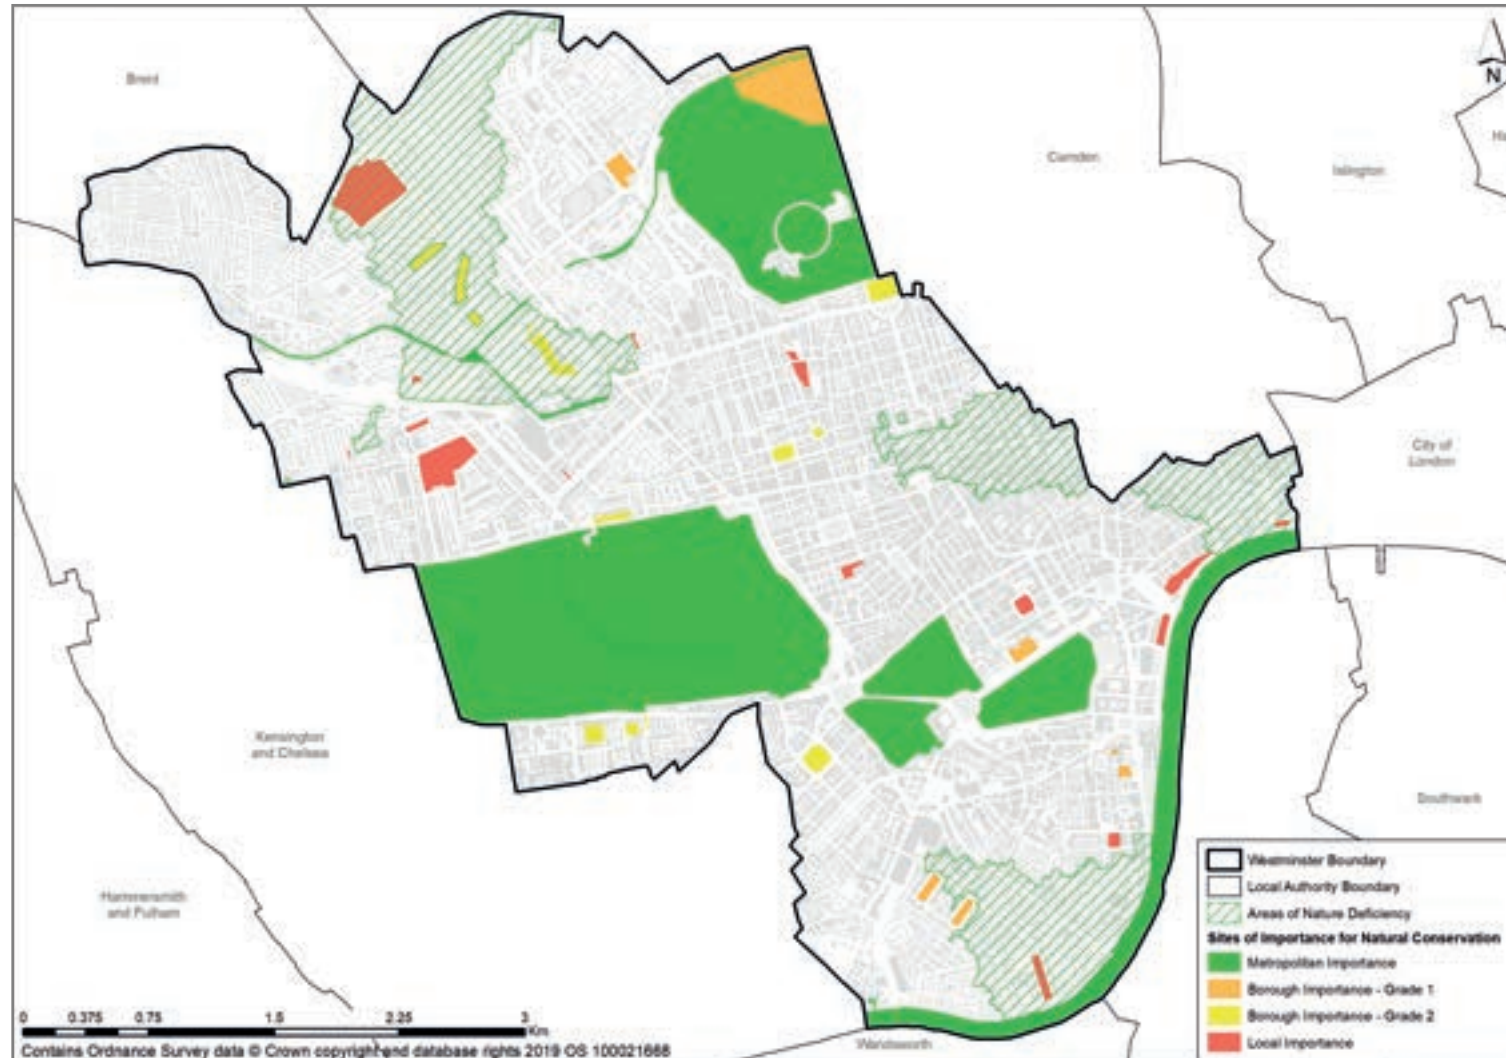 Brent
N
Camden
Islington
City of
London
Kensington
and Chelsea
Southwark
Hammersmith
and Fulham
Wandsworth
Westminster Boundary
Local Authority Boundary
Areas of Nature Deficiency
Sites of Importance for Natural Conservation
Metropolitan Importance
Borough Importance - Grade 1
Borough Importance - Grade 2
Local Importance
0 0.375 0.75 1.5 2.25 3
Km
Contains Ordnance Survey data © Crown copyright and database rights 2019 OS 100021668